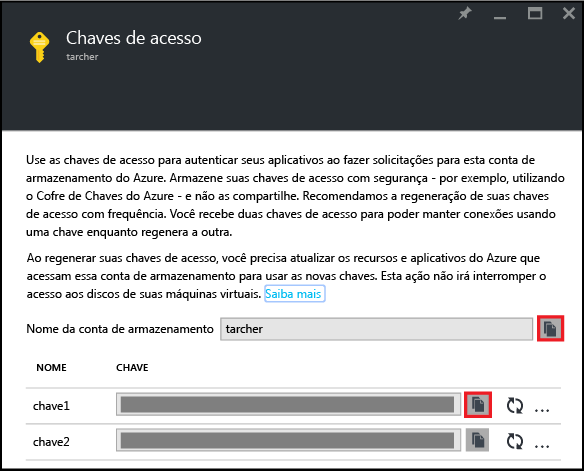 Chaves de acesso
tarcher
Use as chaves de acesso para autenticar seus aplicativos ao fazer solicitações para esta conta de
armazenamento do Azure. Armazene suas chaves de acesso com segurança - por exemplo, utilizando
o Cofre de Chaves do Azure - e não as compartilhe. Recomendamos a regeneração de suas chaves
de acesso com frequência. Você recebe duas chaves de acesso para poder manter conexões usando
uma chave enquanto regenera a outra.
Ao regenerar suas chaves de acesso, você precisa atualizar os recursos e aplicativos do Azure que
acessam essa conta de armazenamento para usar as novas chaves. Esta ação não irá interromper o
acesso aos discos de suas máquinas virtuais. Saiba mais
Nome da conta de armazenamento tarcher
NOME CHAVE
chave1 ...
chave2 ...